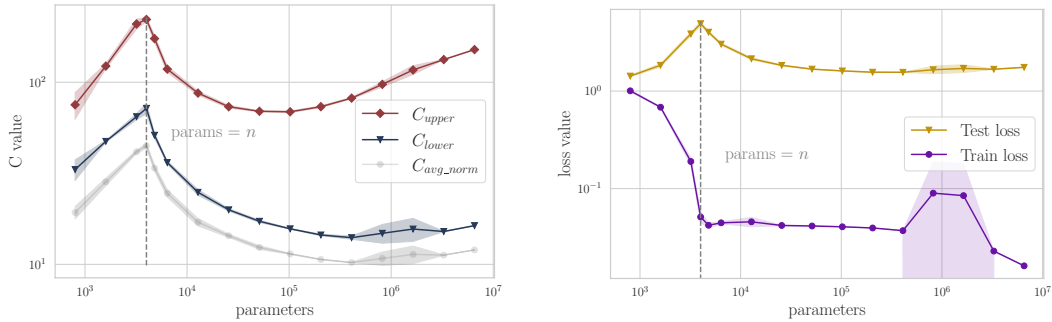 C value
10²
10¹
params = n
C_upper
C_lower
C_avg_norm
10³
10⁴
10⁵
10⁶
10⁷
parameters
loss value
10⁰
10⁻¹
params = n
Test loss
Train loss
10³
10⁴
10⁵
10⁶
10⁷
parameters